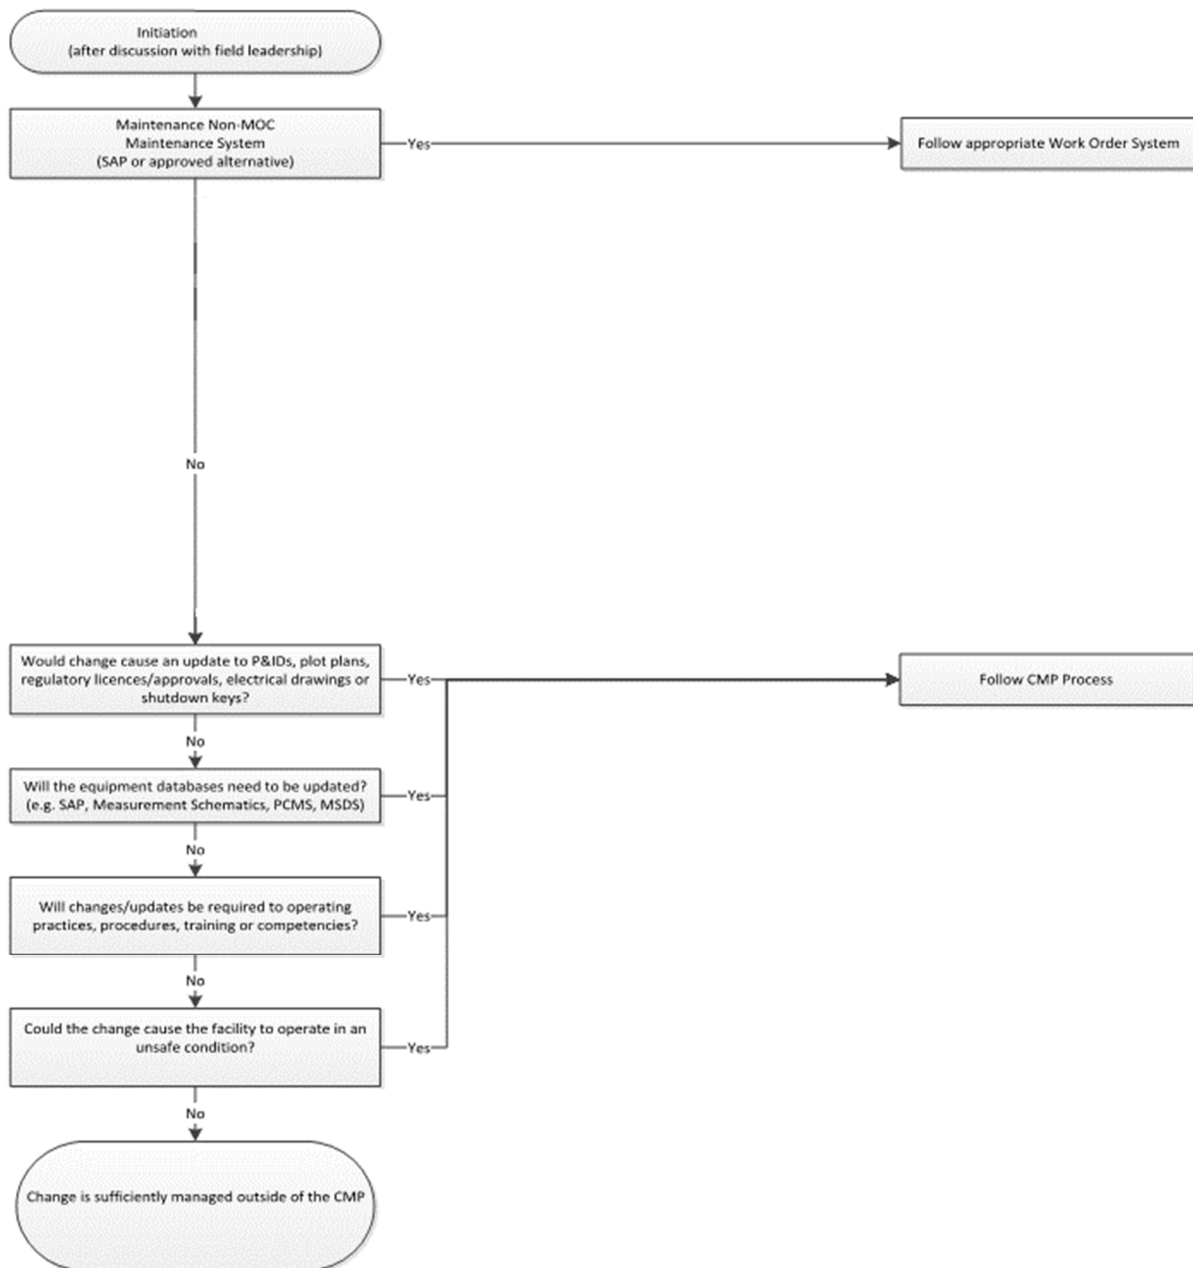 Initiation
(after discussion with field leadership)
Maintenance Non-MOC
Maintenance System
(SAP or approved alternative)
Yes
Follow appropriate Work Order System
No
Would change cause an update to P&IDs, plot plans,
regulatory licences/approvals, electrical drawings or
shutdown keys?
Yes
Follow CMP Process
No
Will the equipment databases need to be updated?
(e.g. SAP, Measurement Schematics, PCMS, MSDS)
Yes
No
Will changes/updates be required to operating
practices, procedures, training or competencies?
Yes
No
Could the change cause the facility to operate in an
unsafe condition?
Yes
No
Change is sufficiently managed outside of the CMP